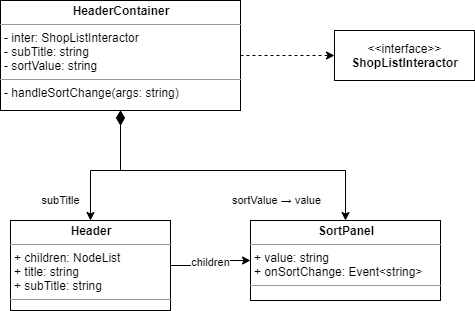 HeaderContainer
- inter: ShopListInteractor
- subTitle: string
- sortValue: string
- handleSortChange(args: string)
<<interface>>
ShopListInteractor
subTitle
sortValue → value
Header
+ children: NodeList
+ title: string
+ subTitle: string
children
SortPanel
+ value: string
+ onSortChange: Event<string>